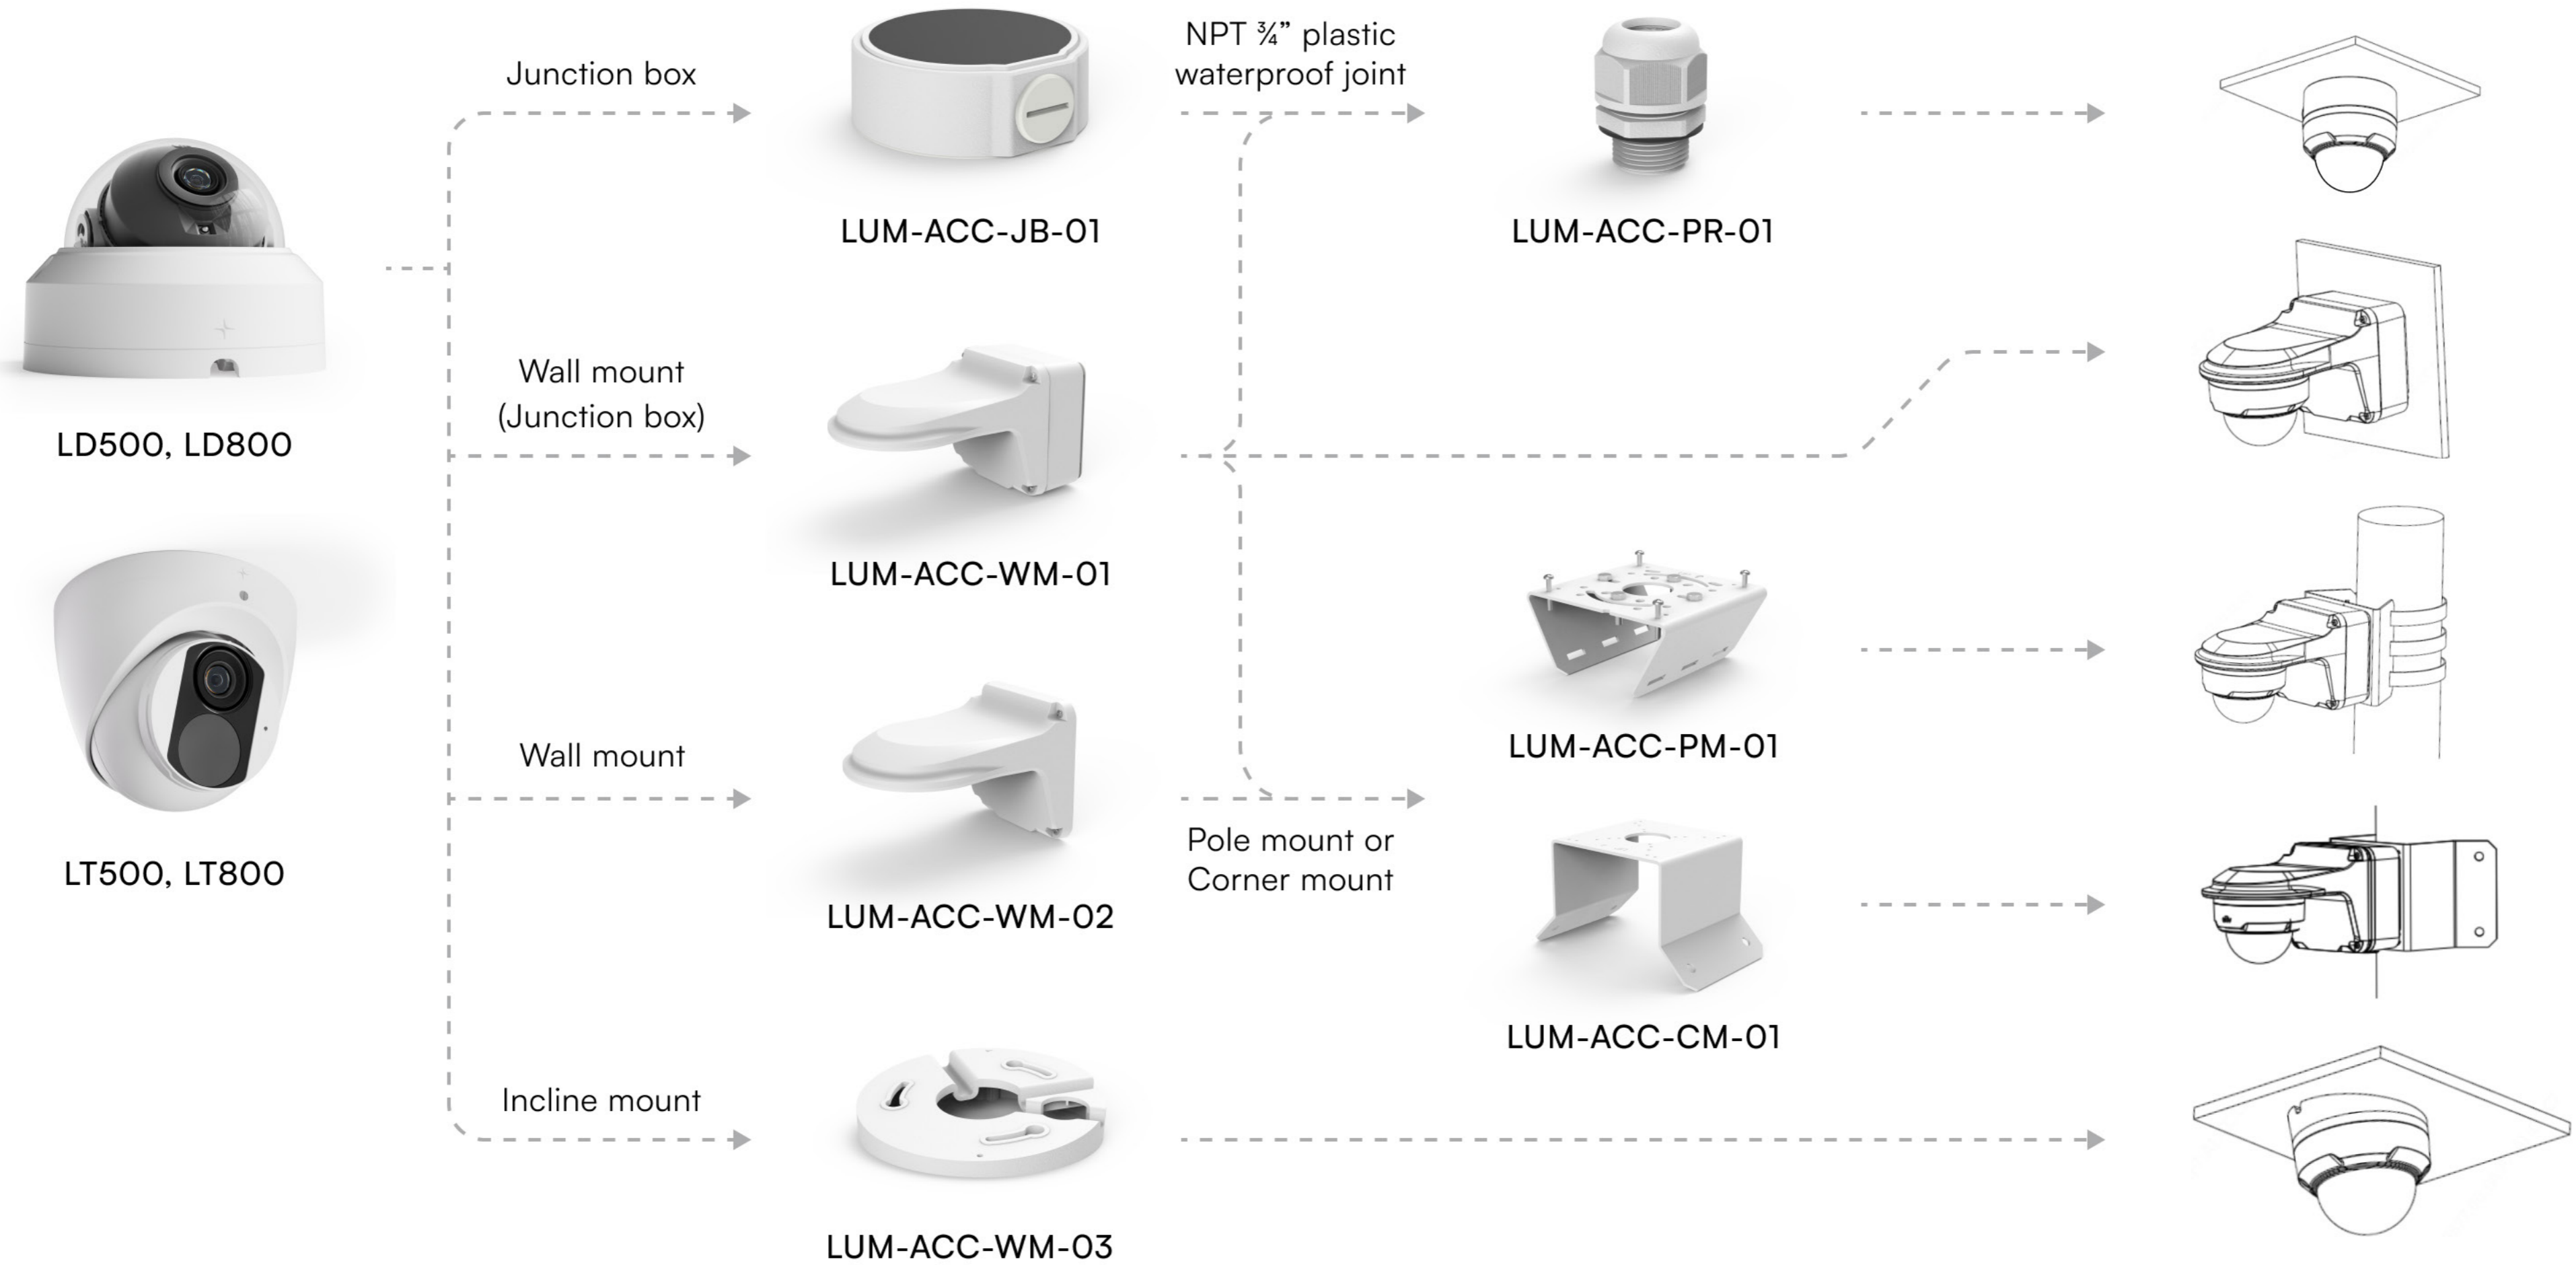 Junction box
NPT ¾” plastic
waterproof joint
LUM-ACC-JB-01
LUM-ACC-PR-01
LD500, LD800
Wall mount
(Junction box)
LUM-ACC-WM-01
LT500, LT800
Wall mount
LUM-ACC-WM-02
LUM-ACC-PM-01
Pole mount or
Corner mount
LUM-ACC-CM-01
Incline mount
LUM-ACC-WM-03